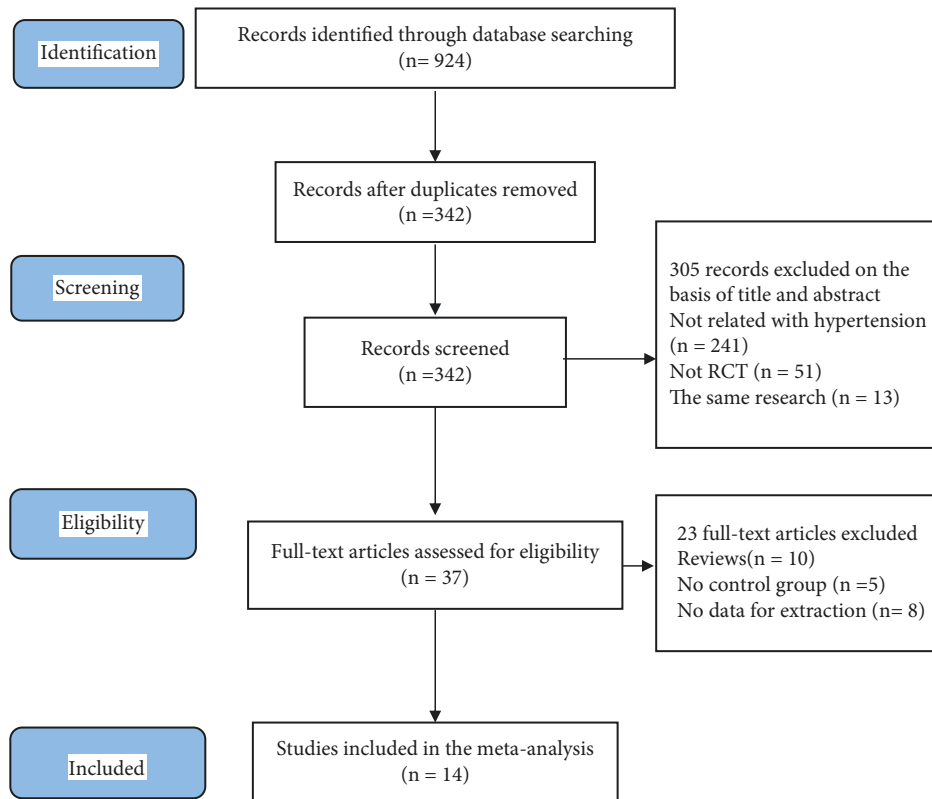 Identification
Records identified through database searching
(n= 924)
Records after duplicates removed
(n =342)
Screening
Records screened
(n =342)
305 records excluded on the
basis of title and abstract
Not related with hypertension
(n = 241)
Not RCT (n = 51)
The same research (n = 13)
Eligibility
Full-text articles assessed for eligibility
(n = 37)
23 full-text articles excluded
Reviews(n = 10)
No control group (n =5)
No data for extraction (n= 8)
Included
Studies included in the meta-analysis
(n = 14)